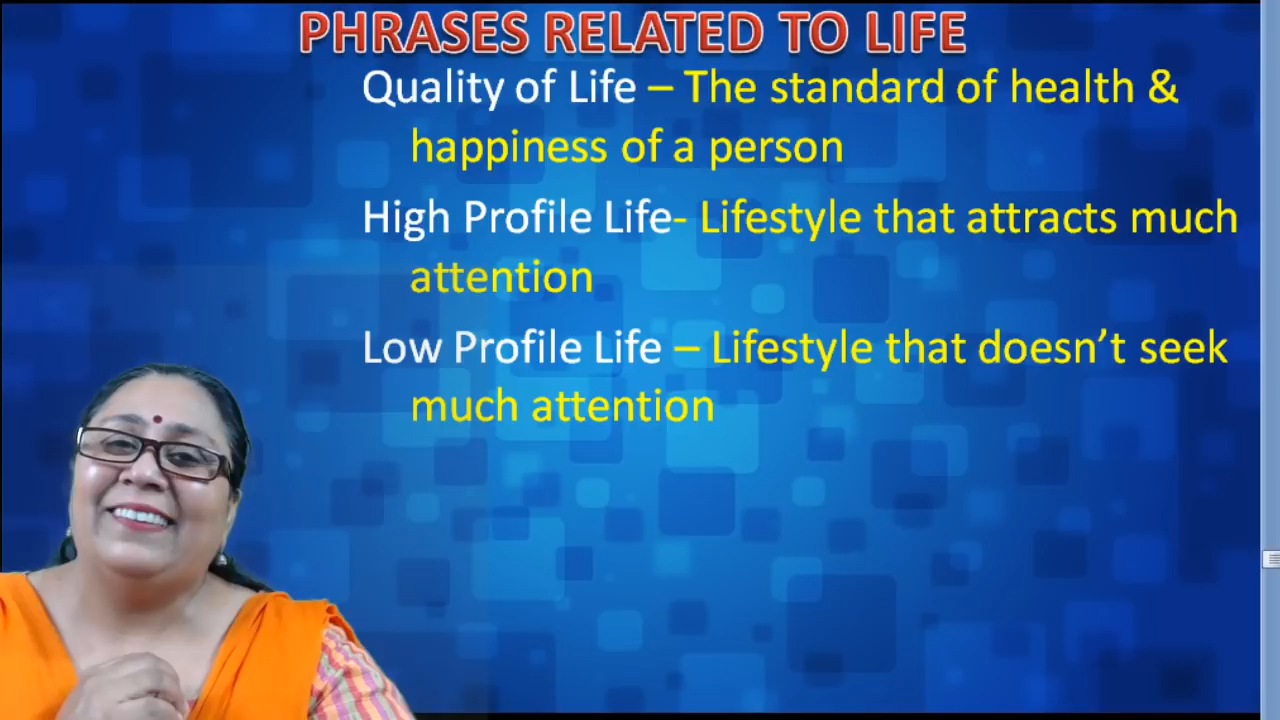 PHRASES RELATED TO LIFE
Quality of Life – The standard of health &
happiness of a person
High Profile Life- Lifestyle that attracts much
attention
Low Profile Life – Lifestyle that doesn’t seek
much attention